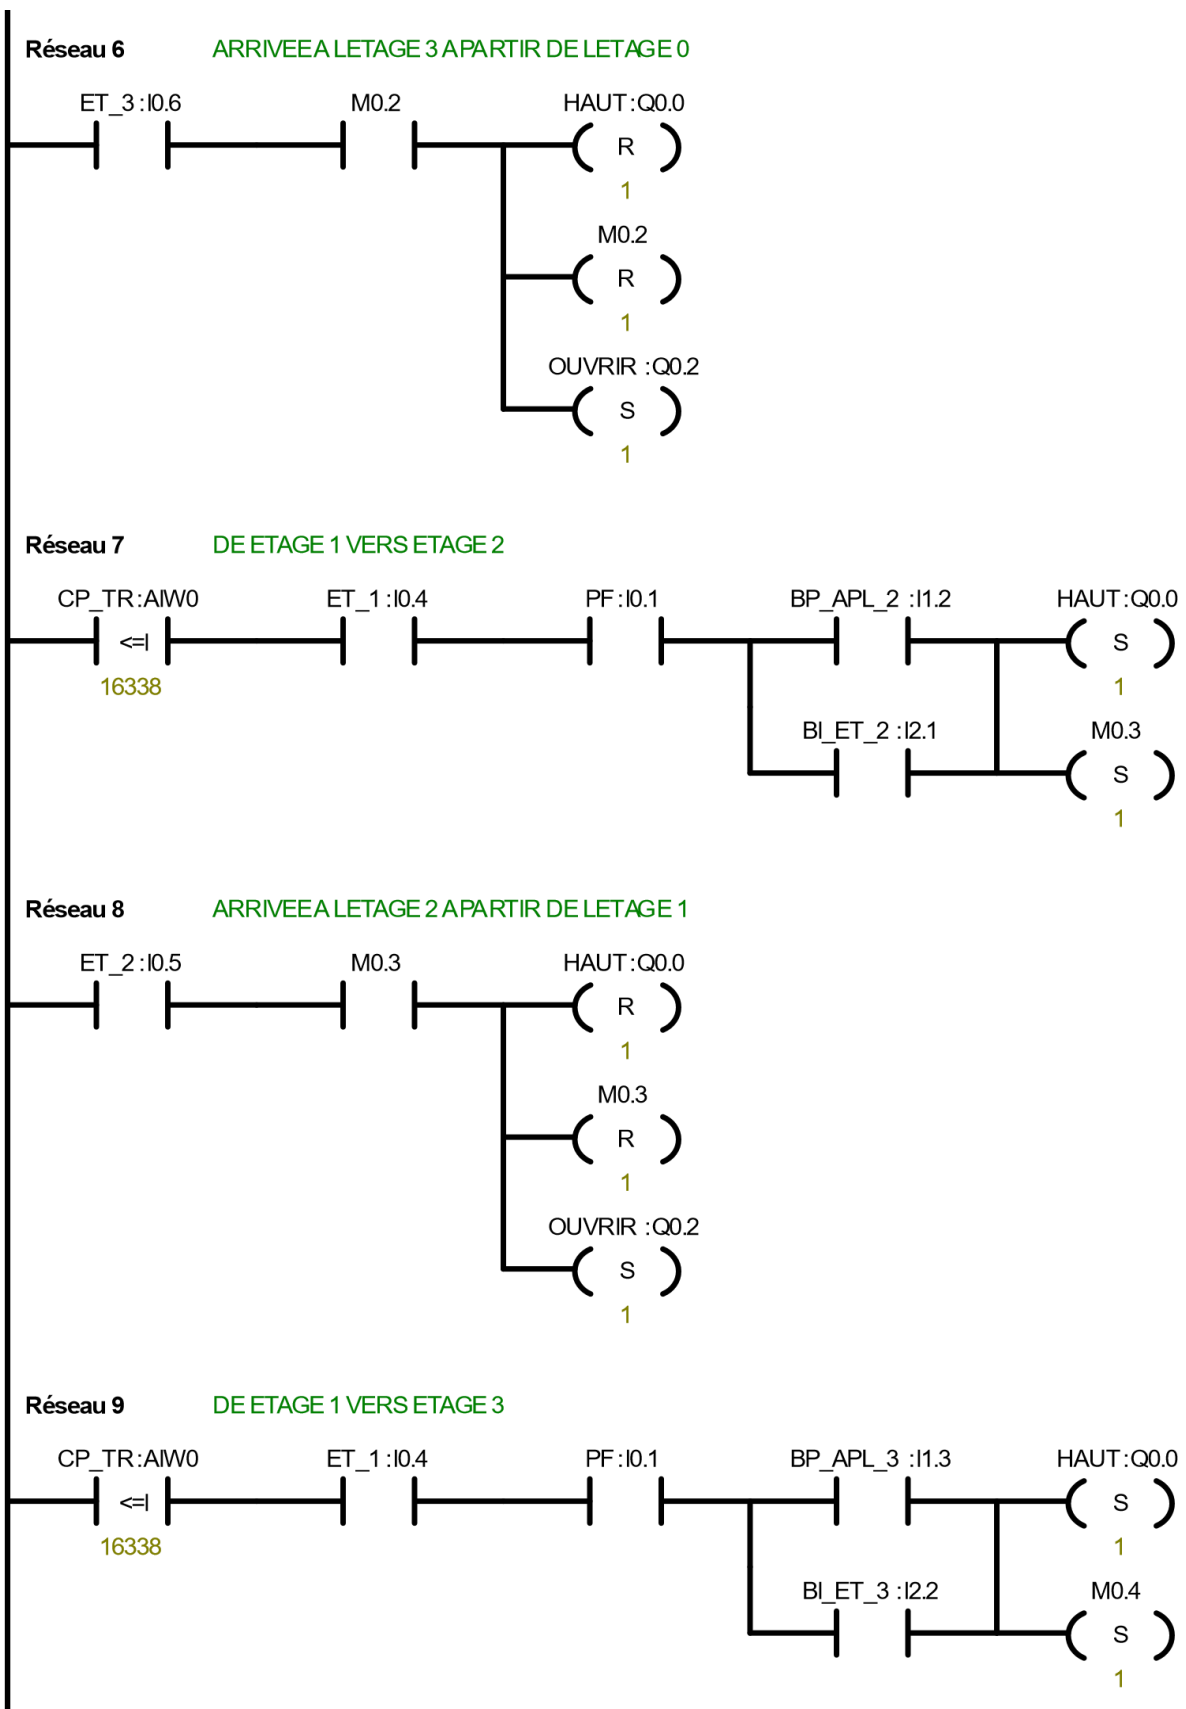 Réseau 6 ARRIVEE A LETAGE 3 A PARTIR DE LETAGE 0
ET_3:I0.6 M0.2 HAUT:Q0.0
R
1
M0.2
R
1
OUVRIR:Q0.2
S
1
Réseau 7 DE ETAGE 1 VERS ETAGE 2
CP_TR:AIW0 ET_1:I0.4 PF:I0.1 BP_APL_2:I1.2 HAUT:Q0.0
<=I S
16338 1
BI_ET_2:I2.1 M0.3
S
1
Réseau 8 ARRIVEE A LETAGE 2 A PARTIR DE LETAGE 1
ET_2:I0.5 M0.3 HAUT:Q0.0
R
1
M0.3
R
1
OUVRIR:Q0.2
S
1
Réseau 9 DE ETAGE 1 VERS ETAGE 3
CP_TR:AIW0 ET_1:I0.4 PF:I0.1 BP_APL_3:I1.3 HAUT:Q0.0
<=I S
16338 1
BI_ET_3:I2.2 M0.4
S
1